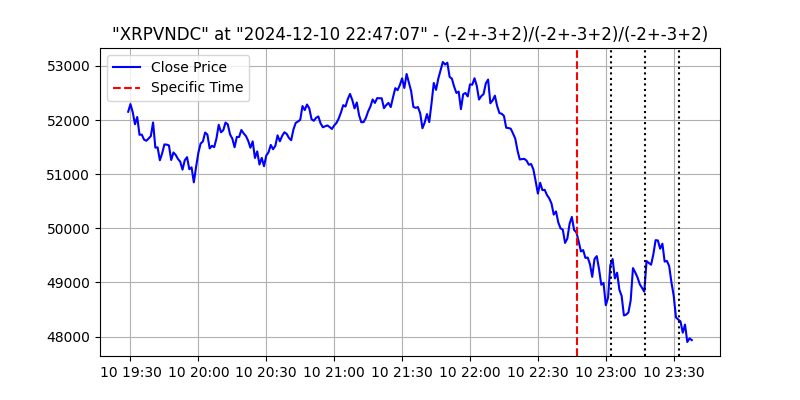 "XRPVNDC" at "2024-12-10 22:47:07" - (-2+-3+2)/(-2+-3+2)/(-2+-3+2)
Close Price
Specific Time
53000
52000
51000
50000
49000
48000
10 19:30 10 20:00 10 20:30 10 21:00 10 21:30 10 22:00 10 22:30 10 23:00 10 23:30